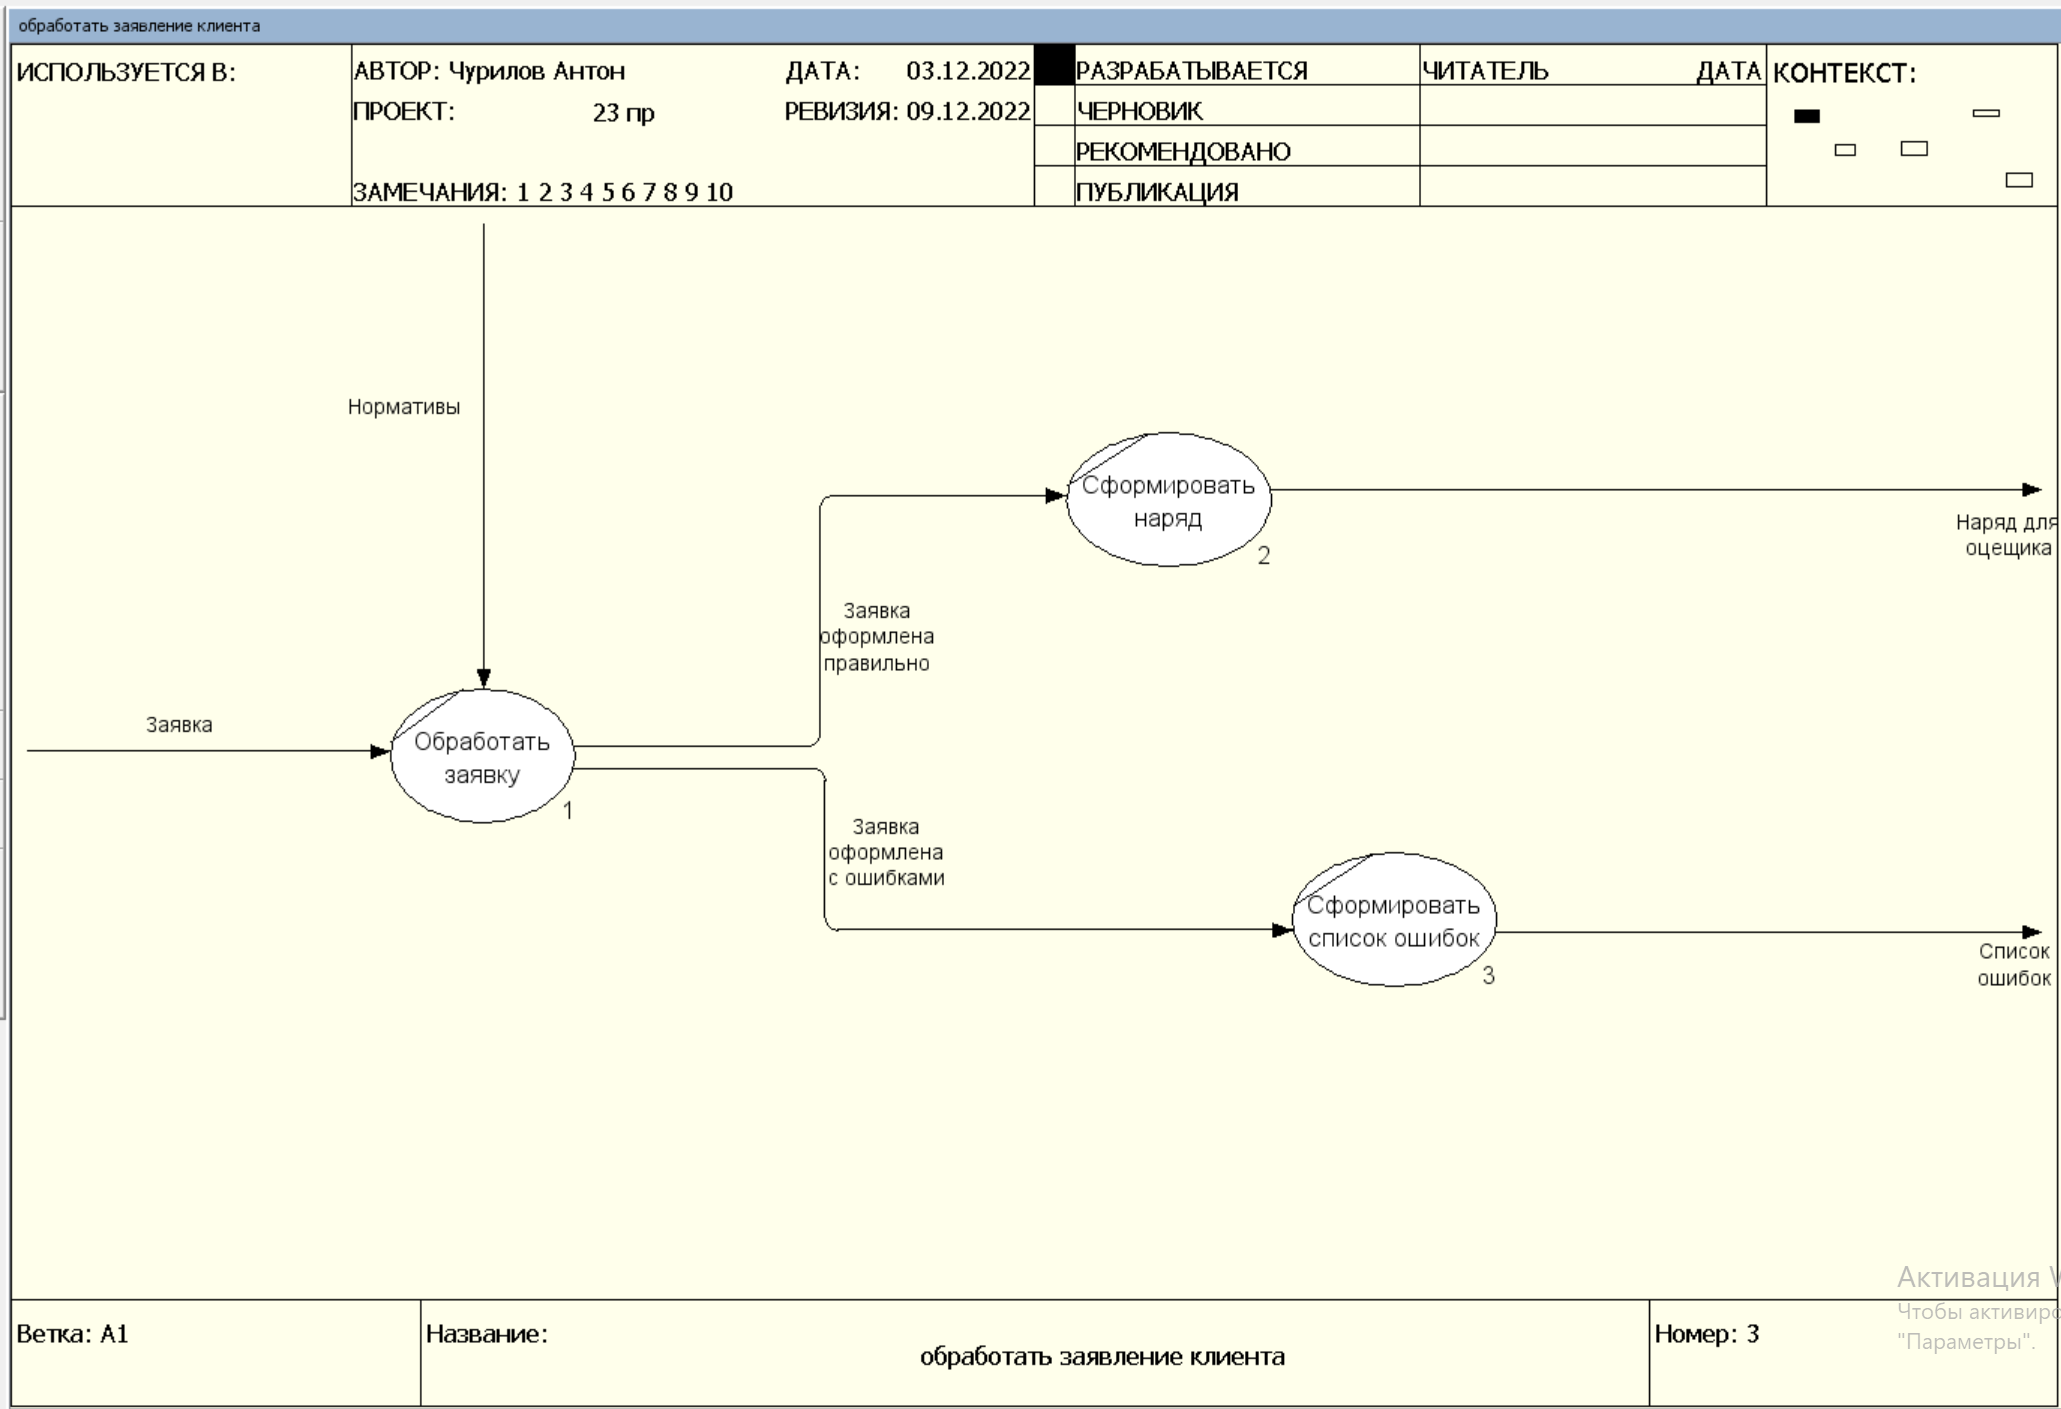 обработать заявление клиента
ИСПОЛЬЗУЕТСЯ В:
АВТОР: Чурилов Антон
ДАТА: 03.12.2022
ПРОЕКТ: 23 пр
РЕВИЗИЯ: 09.12.2022
ЗАМЕЧАНИЯ: 1 2 3 4 5 6 7 8 9 10
РАЗРАБАТЫВАЕТСЯ
ЧЕРНОВИК
РЕКОМЕНДОВАНО
ПУБЛИКАЦИЯ
ЧИТАТЕЛЬ
ДАТА
КОНТЕКСТ:
Нормативы
Сформировать
наряд
2
Наряд для
оцещика
Заявка
оформлена
правильно
Заявка
Обработать
заявку
1
Заявка
оформлена
с ошибками
Сформировать
список ошибок
3
Список
ошибок
Активация
Чтобы
"Параметры".
Ветка: A1
Название:
обработать заявление клиента
Номер: 3